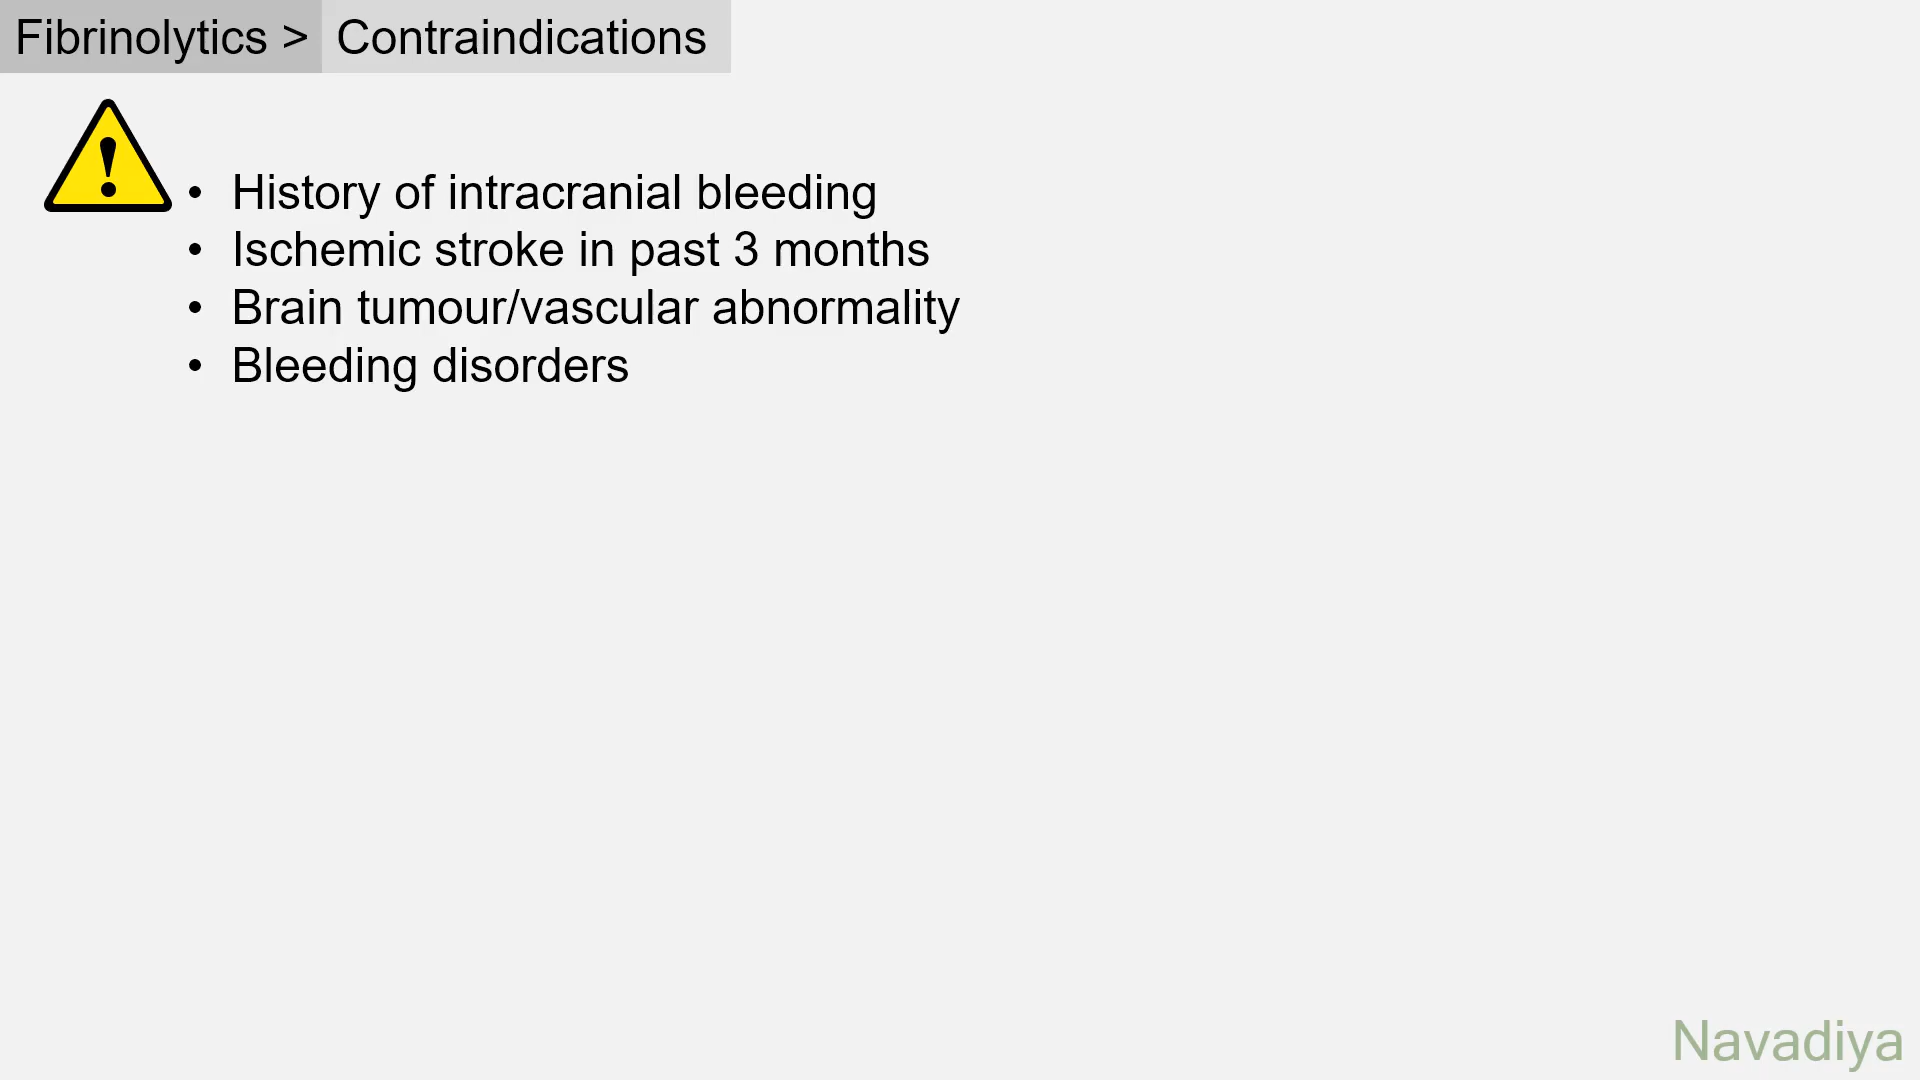 Fibrinolytics > Contraindications
• History of intracranial bleeding
• Ischemic stroke in past 3 months
• Brain tumour/vascular abnormality
• Bleeding disorders
Navadiya